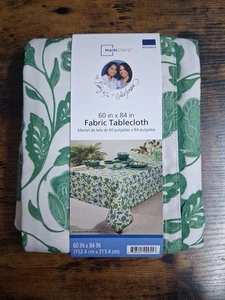 MAINSTAYS
60 in x 84 in
Fabric Tablecloth
Mantel de tela de 60 pulgadas x 84 pulgadas
60 IN x 84 IN
(152.4 cm x 213.4 cm)